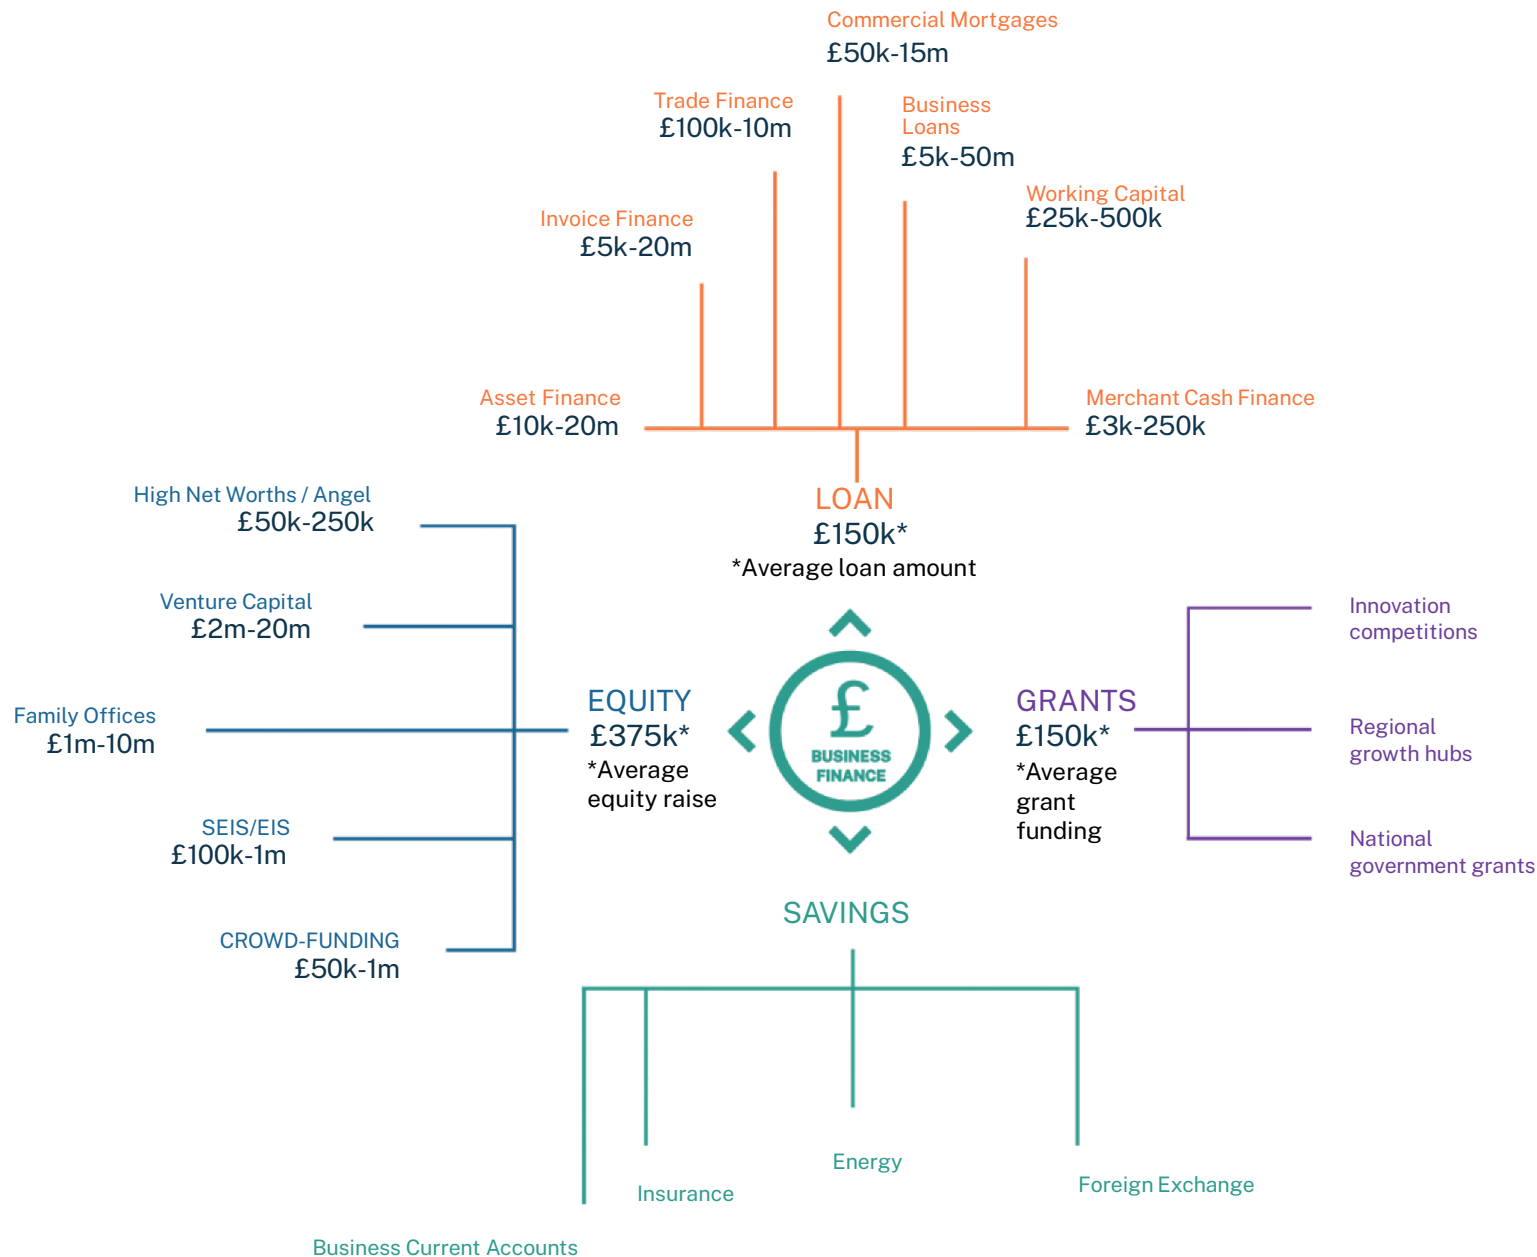 Commercial Mortgages
£50k-15m
Trade Finance
£100k-10m
Business
Loans
£5k-50m
Working Capital
£25k-500k
Invoice Finance
£5k-20m
Asset Finance
£10k-20m
Merchant Cash Finance
£3k-250k
LOAN
£150k*
*Average loan amount
High Net Worths / Angel
£50k-250k
Venture Capital
£2m-20m
Family Offices
£1m-10m
SEIS/EIS
£100k-1m
CROWD-FUNDING
£50k-1m
EQUITY
£375k*
*Average
equity raise
£
BUSINESS
FINANCE
GRANTS
£150k*
*Average
grant
funding
Innovation
competitions
Regional
growth hubs
National
government grants
SAVINGS
Energy
Foreign Exchange
Insurance
Business Current Accounts